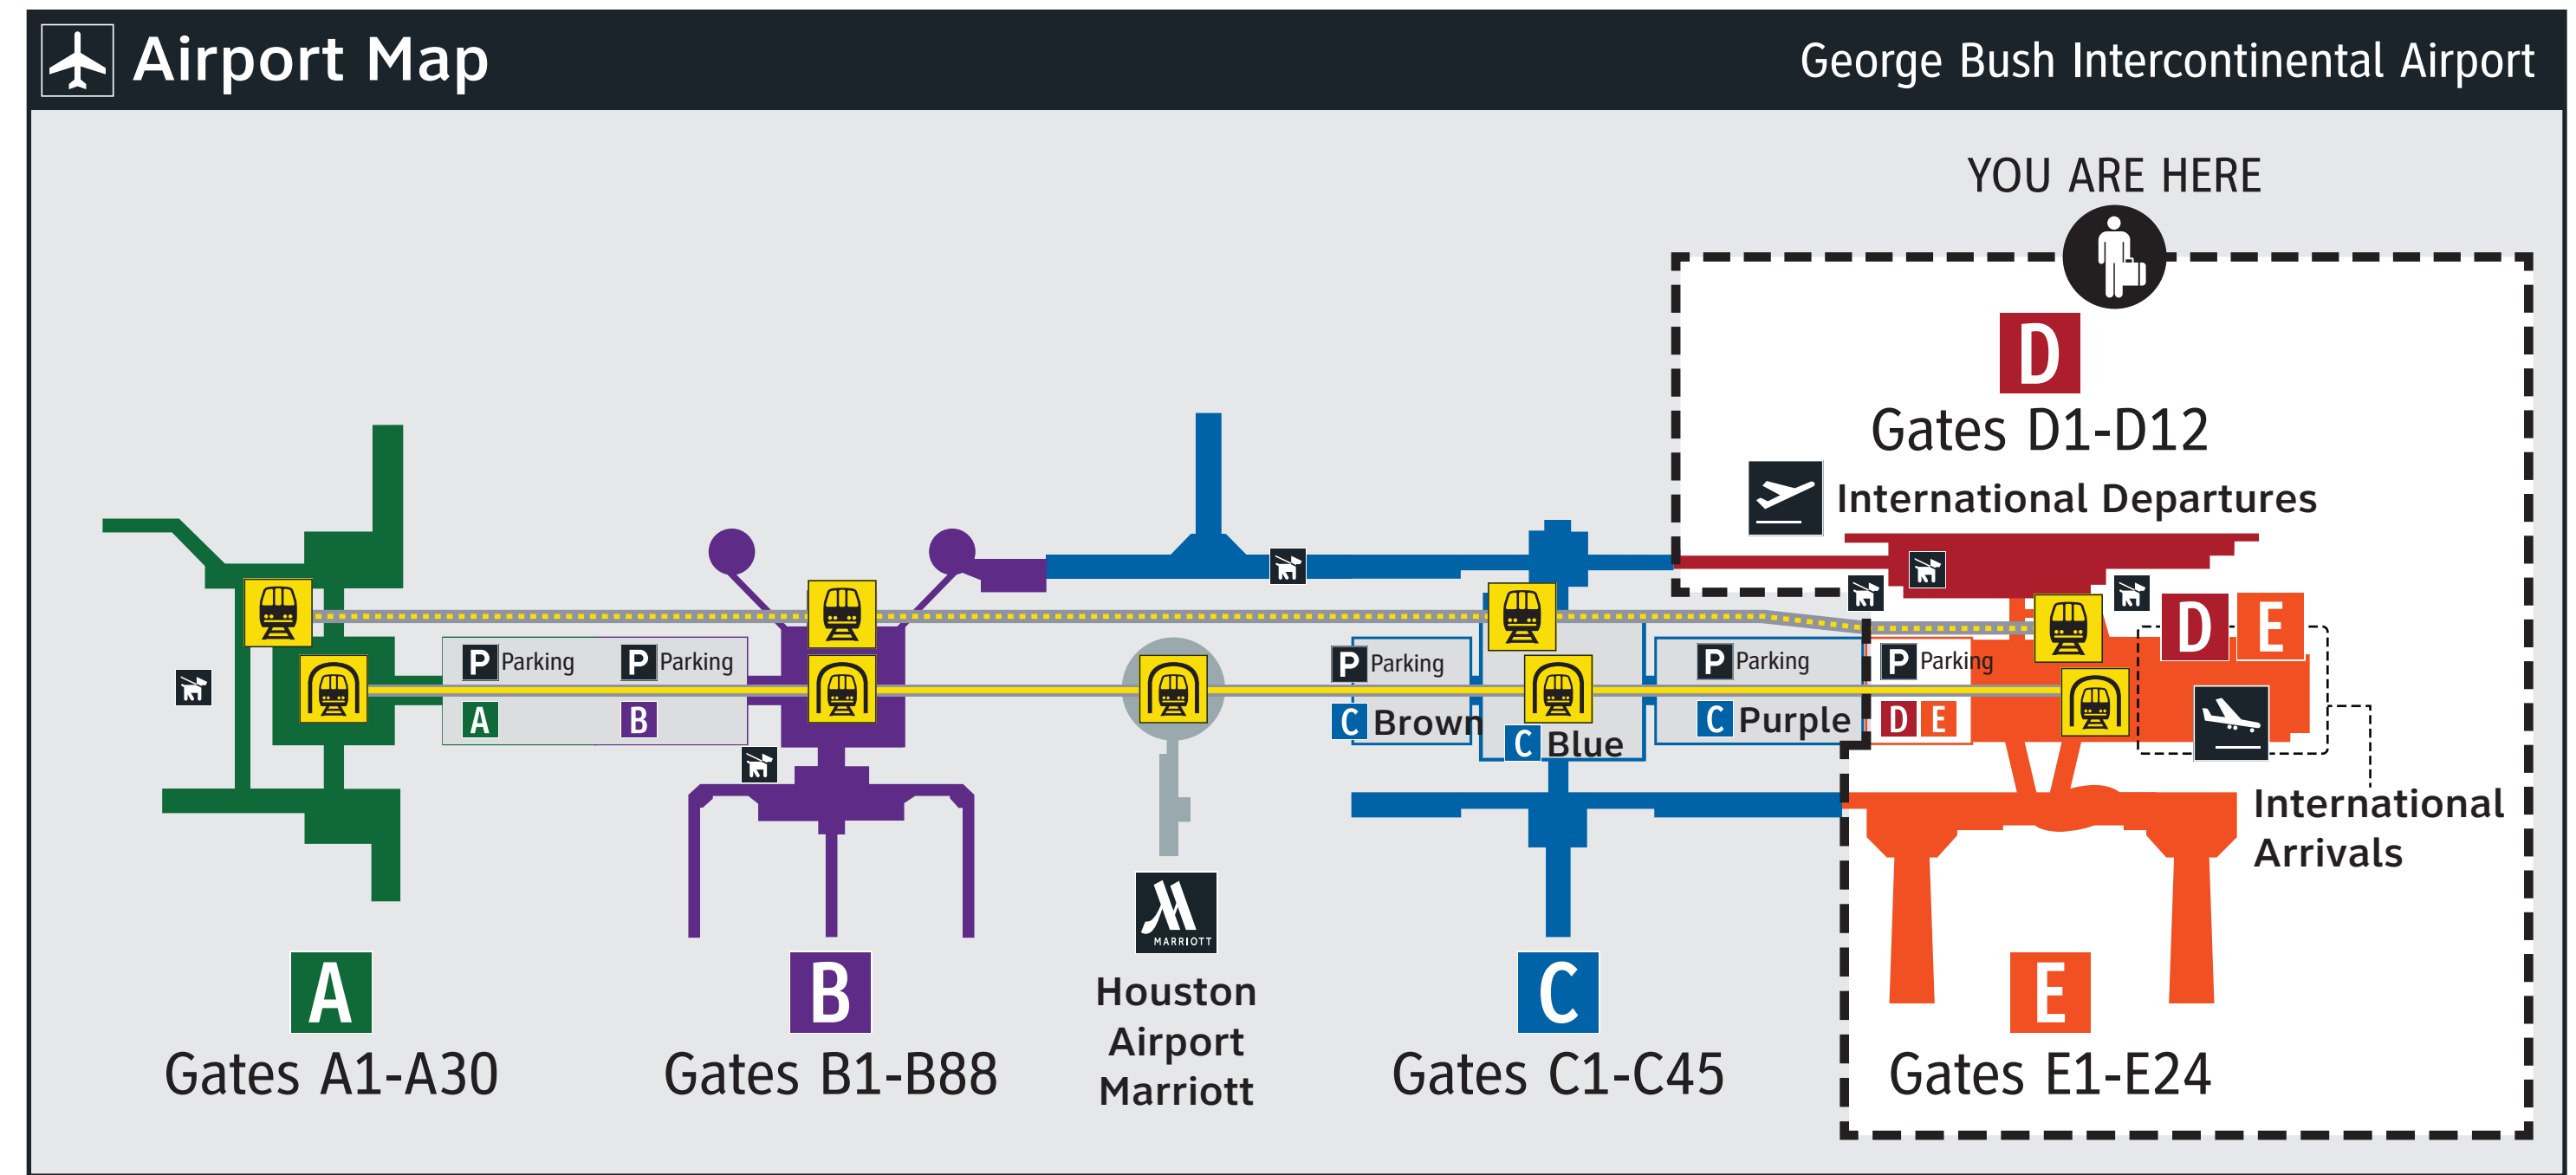 Airport Map
George Bush Intercontinental Airport
YOU ARE HERE
D
Gates D1-D12
International Departures
D E
P Parking
P Parking
P Parking
P Parking
P Parking
A
B
C Brown
C Blue
C Purple
D E
International
Arrivals
MARRIOTT
A
Gates A1-A30
B
Gates B1-B88
Houston
Airport
Marriott
C
Gates C1-C45
E
Gates E1-E24